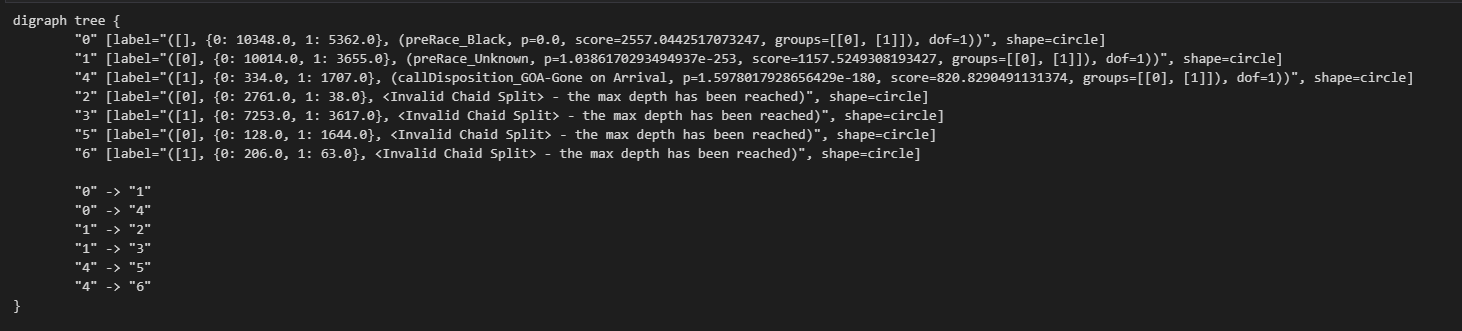 digraph tree {
"0" [label="([], {0: 10348.0, 1: 5362.0}, (preRace_Black, p=0.0, score=2557.0442517073247, groups=[[0], [1]]), dof=1))", shape=circle]
"1" [label="([0], {0: 10014.0, 1: 3655.0}, (preRace_Unknown, p=1.0386170293494937e-253, score=1157.5249308193427, groups=[[0], [1]]), dof=1))", shape=circle]
"4" [label="([1], {0: 334.0, 1: 1707.0}, (callDisposition_GOA-Gone on Arrival, p=1.5978017928656429e-180, score=820.8290491131374, groups=[[0], [1]]), dof=1))", shape=circle]
"2" [label="([0], {0: 2761.0, 1: 38.0}, <Invalid Chaid Split> - the max depth has been reached)", shape=circle]
"3" [label="([1], {0: 7253.0, 1: 3617.0}, <Invalid Chaid Split> - the max depth has been reached)", shape=circle]
"5" [label="([0], {0: 128.0, 1: 1644.0}, <Invalid Chaid Split> - the max depth has been reached)", shape=circle]
"6" [label="([1], {0: 206.0, 1: 63.0}, <Invalid Chaid Split> - the max depth has been reached)", shape=circle]
"0" -> "1"
"0" -> "4"
"1" -> "2"
"1" -> "3"
"4" -> "5"
"4" -> "6"
}